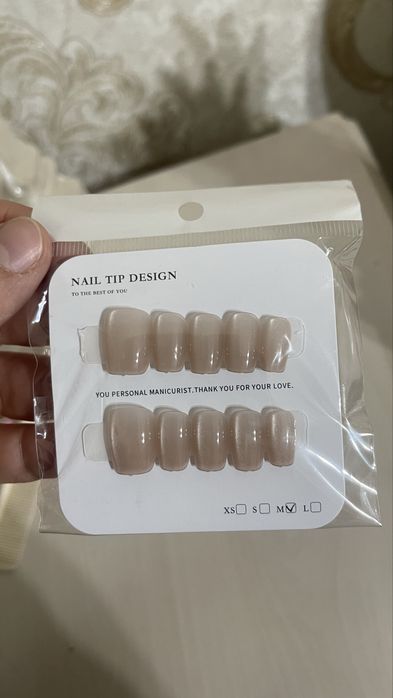 NAIL TIP DESIGN
TO THE BEST OF YOU
YOU PERSONAL MANICURIST.THANK YOU FOR YOUR LOVE.
XS S M L